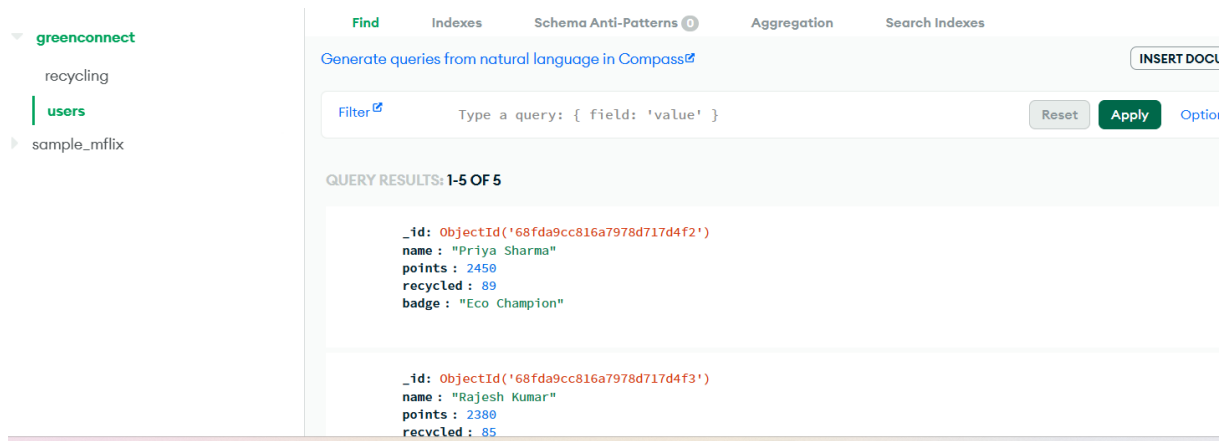 greenconnect
recycling
users
sample_mflix
Find Indexes Schema Anti-Patterns 0 Aggregation Search Indexes
Generate queries from natural language in Compass
INSERT DOCU
Filter Type a query: { field: 'value' } Reset Apply Option
QUERY RESULTS: 1-5 OF 5
_id: ObjectId('68fda9cc816a7978d717d4f2')
name : "Priya Sharma"
points : 2450
recycled : 89
badge : "Eco Champion"
_id: ObjectId('68fda9cc816a7978d717d4f3')
name : "Rajesh Kumar"
points : 2380
recycled : 85